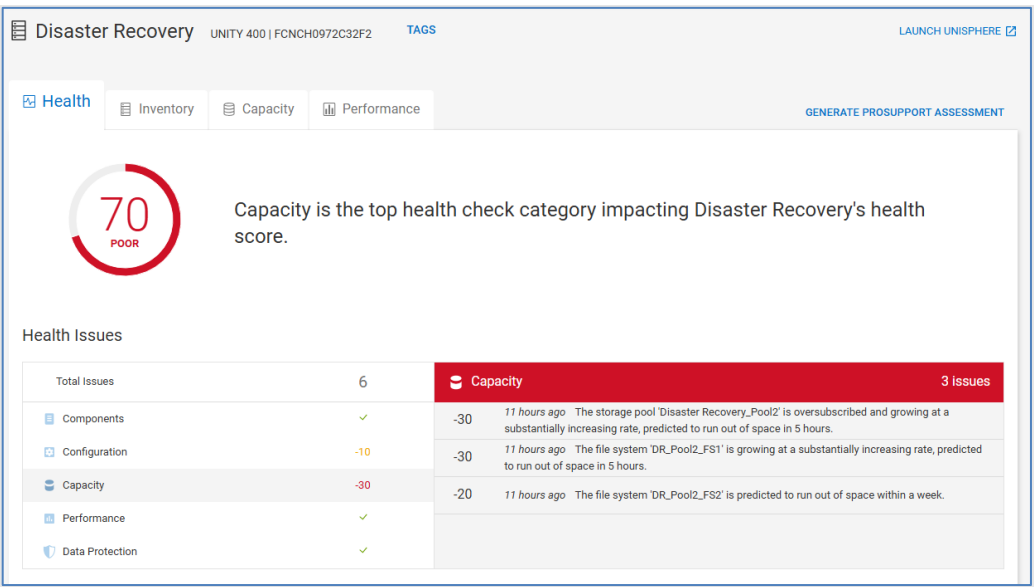 Disaster Recovery UNITY 400 | FCNCH0972C32F2 TAGS LAUNCH UNISPHERE
Health Inventory Capacity Performance GENERATE PROSUPPORT ASSESSMENT
70
POOR
Capacity is the top health check category impacting Disaster Recovery's health
score.
Health Issues
Total Issues 6
Components
Configuration -10
Capacity -30
Performance
Data Protection
Capacity 3 issues
-30 11 hours ago The storage pool 'Disaster Recovery_Pool2' is oversubscribed and growing at a
substantially increasing rate, predicted to run out of space in 5 hours.
-30 11 hours ago The file system 'DR_Pool2_FS1' is growing at a substantially increasing rate, predicted
to run out of space in 5 hours.
-20 11 hours ago The file system 'DR_Pool2_FS2' is predicted to run out of space within a week.